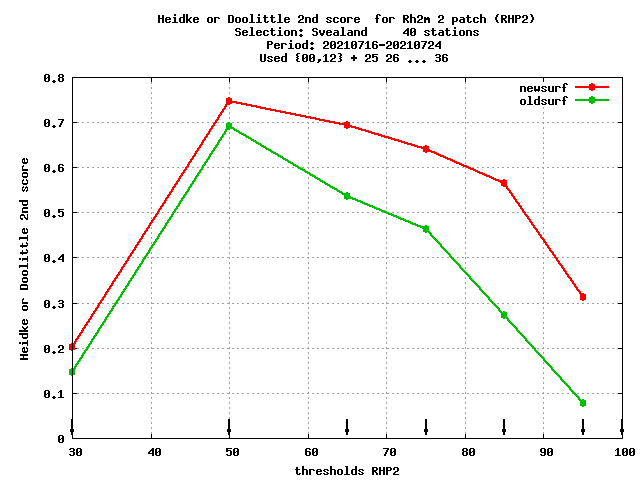 Heidke or Doolittle 2nd score  for Rh2m 2 patch (RHP2)
Selection: Svealand     40 stations
Period: 20210716-20210724
Used {00,12} + 25 26 ... 36
newsurf
oldsurf
Heidke or Doolittle 2nd score
0.8
0.7
0.6
0.5
0.4
0.3
0.2
0.1
0
30 40 50 60 70 80 90 100
thresholds RHP2